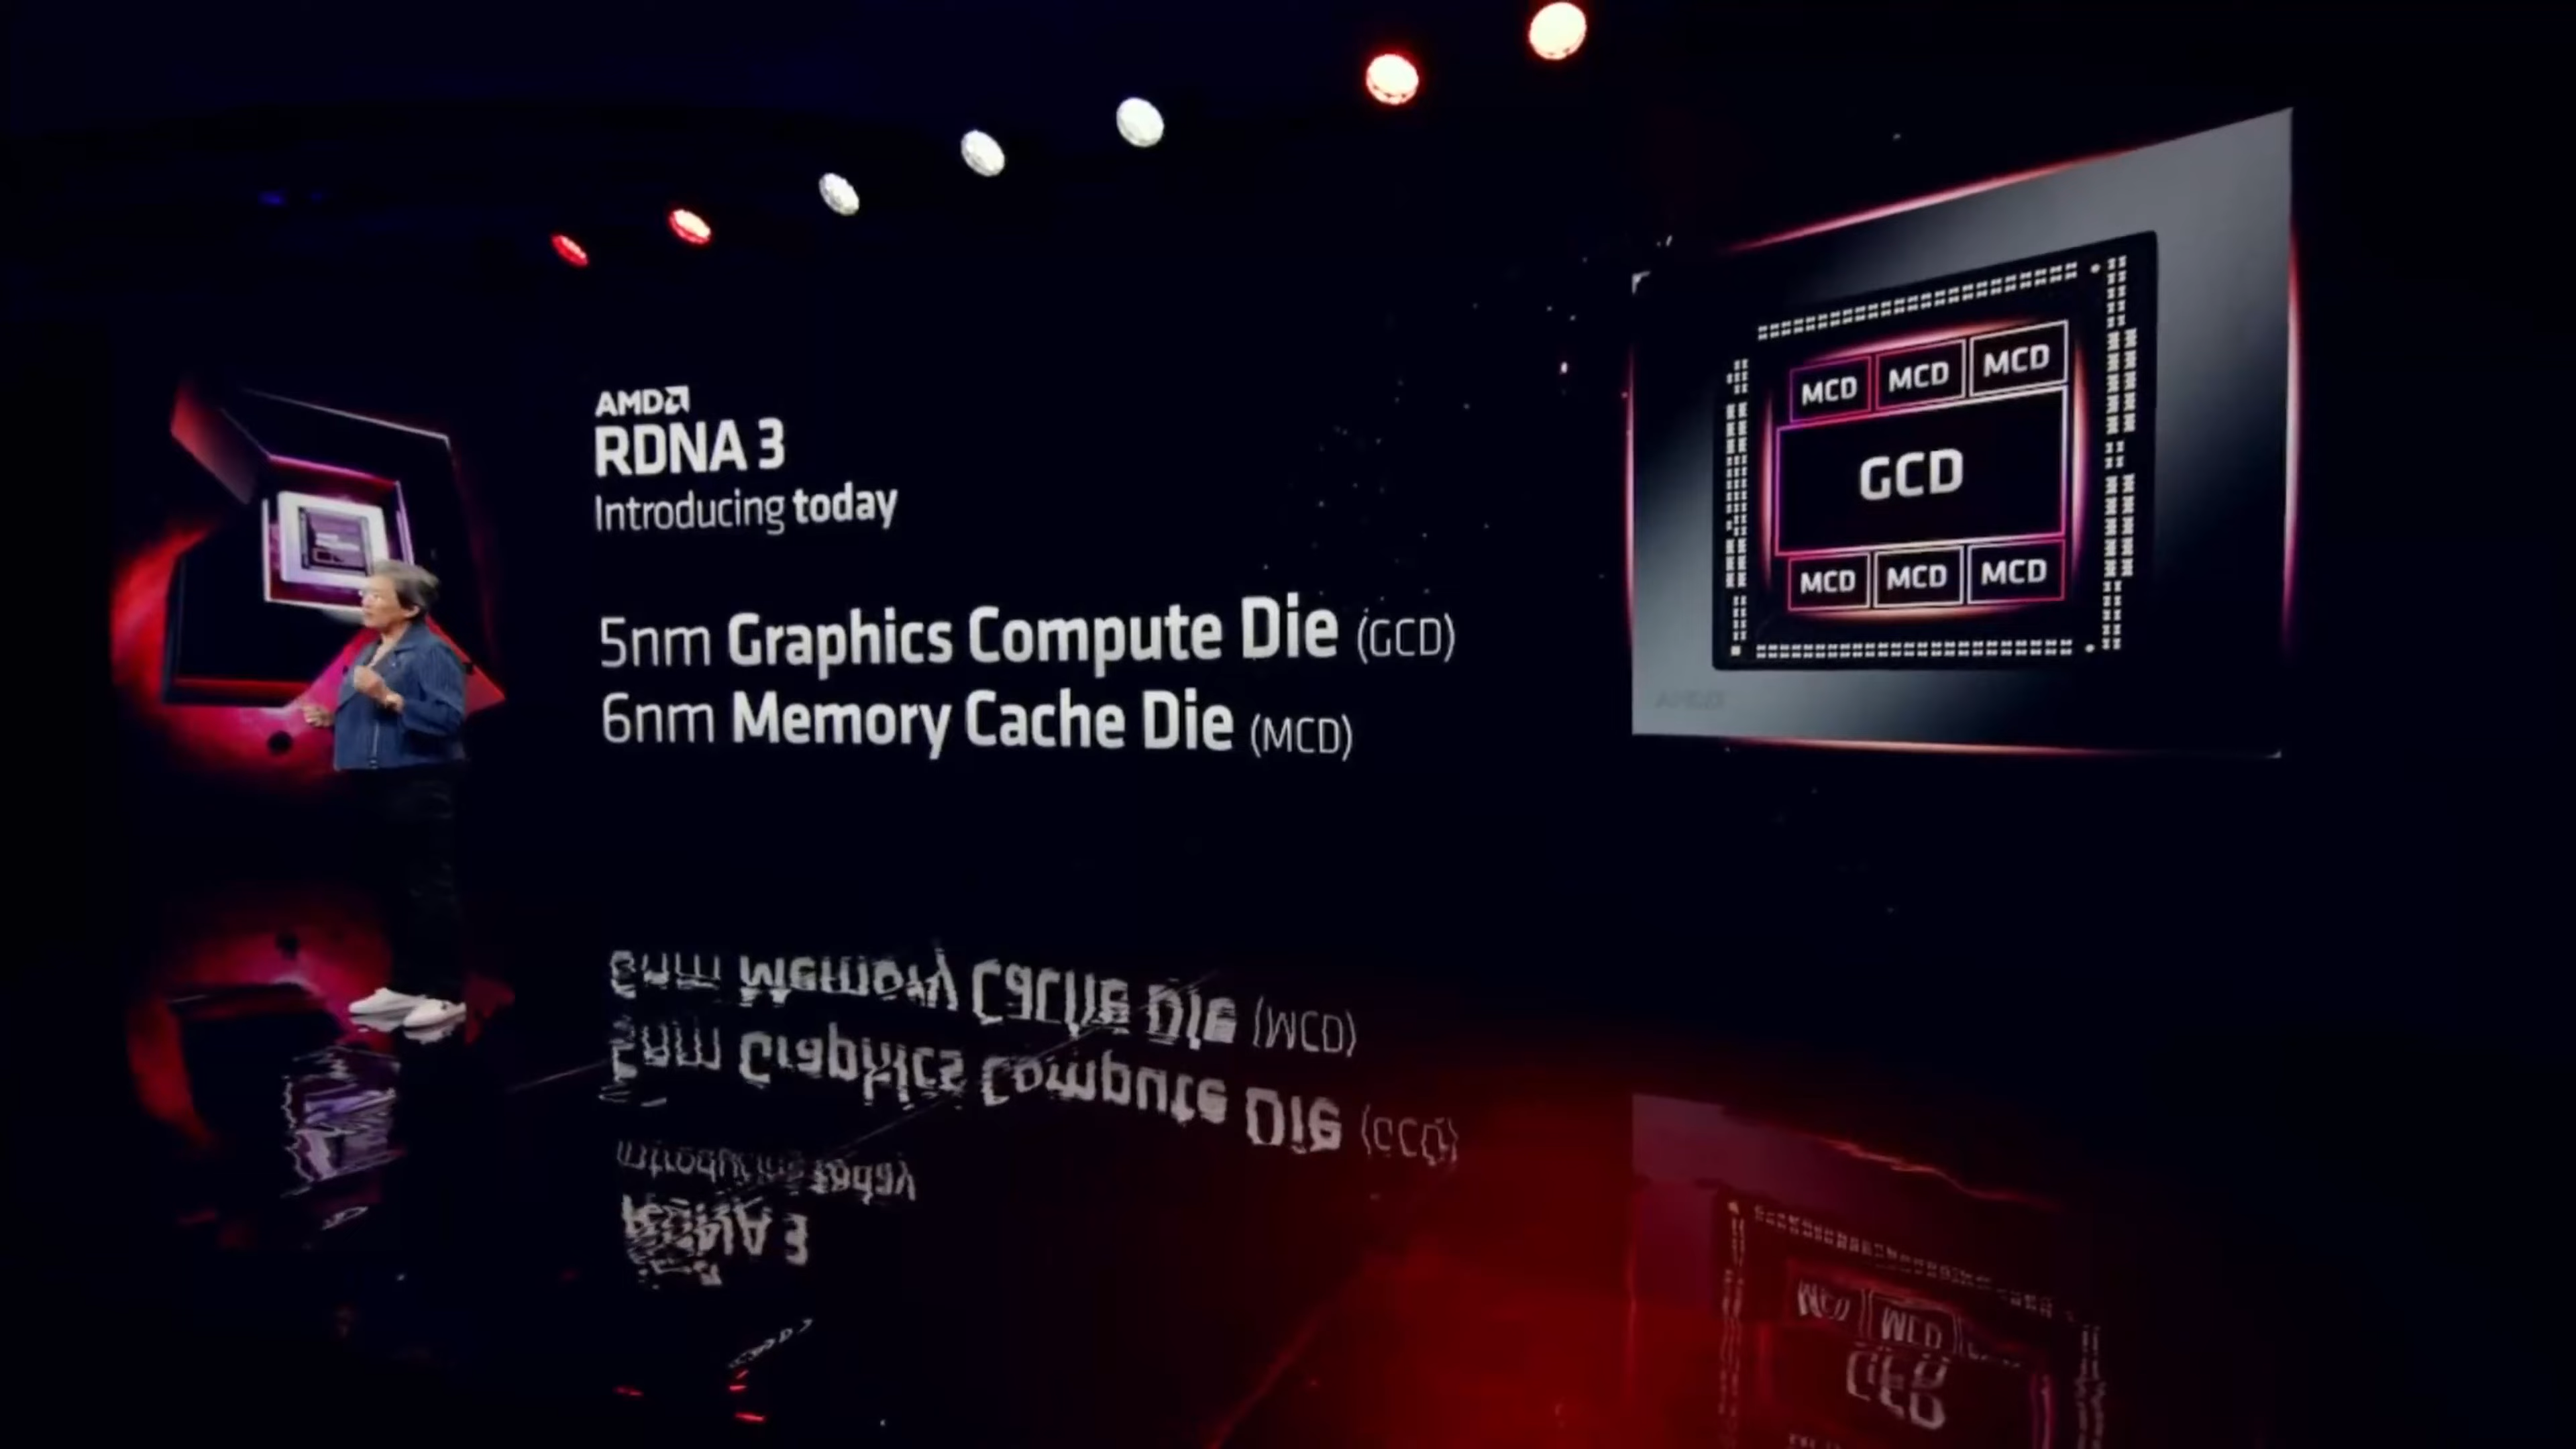 AMD
RDNA 3
Introducing today
5nm Graphics Compute Die (GCD)
6nm Memory Cache Die (MCD)
MCD MCD MCD
GCD
MCD MCD MCD
AMD